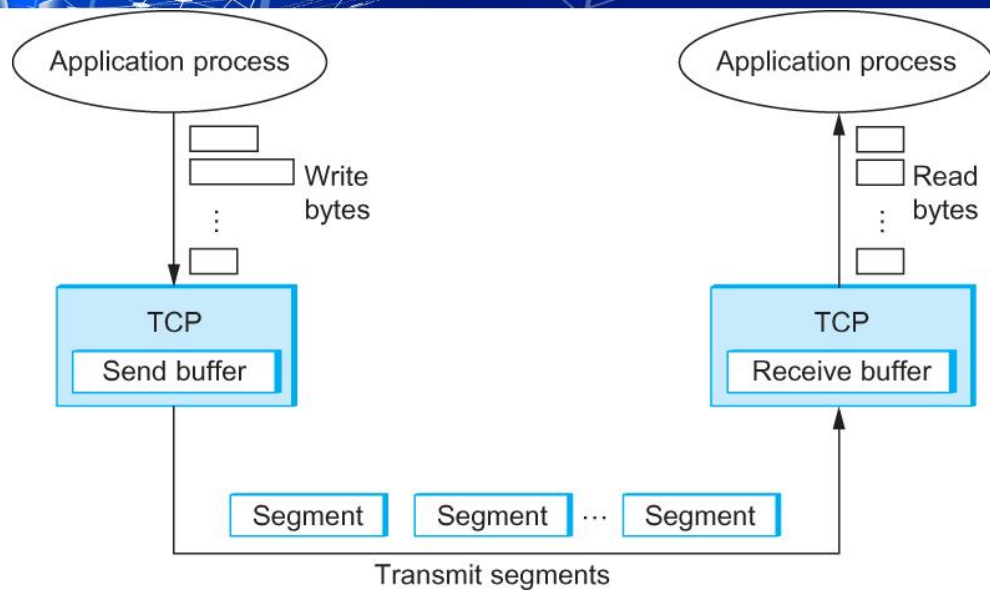 Application process
Application process
Write
bytes
⋮
Read
bytes
⋮
TCP
Send buffer
TCP
Receive buffer
Segment
Segment
...
Segment
Transmit segments